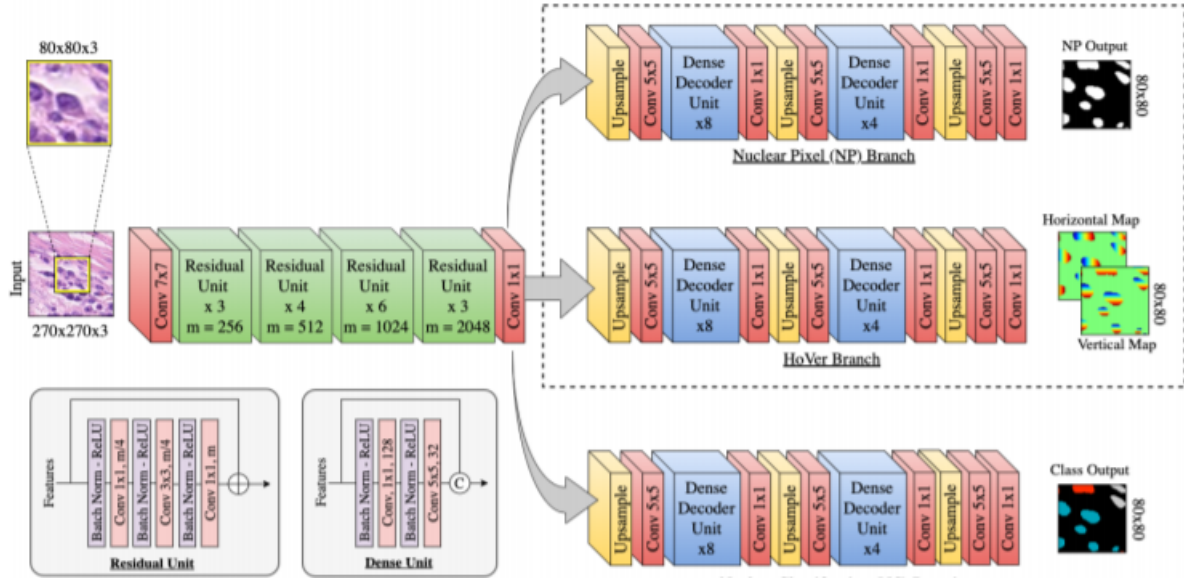 80x80x3
Input
270x270x3
Conv 7x7
Residual
Unit
x 3
m = 256
Residual
Unit
x 4
m = 512
Residual
Unit
x 6
m = 1024
Residual
Unit
x 3
m = 2048
Conv 1x1
Upsample
Conv 5x5
Dense
Decoder
Unit
x8
Conv 1x1
Upsample
Conv 5x5
Dense
Decoder
Unit
x4
Conv 1x1
Upsample
Conv 5x5
Conv 1x1
NP Output
80x80
Nuclear Pixel (NP) Branch
Upsample
Conv 5x5
Dense
Decoder
Unit
x8
Conv 1x1
Upsample
Conv 5x5
Dense
Decoder
Unit
x4
Conv 1x1
Upsample
Conv 5x5
Conv 1x1
Horizontal Map
80x80
Vertical Map
HoVer Branch
Upsample
Conv 5x5
Dense
Decoder
Unit
x8
Conv 1x1
Upsample
Conv 5x5
Dense
Decoder
Unit
x4
Conv 1x1
Upsample
Conv 5x5
Conv 1x1
Class Output
80x80
Features
Batch Norm - ReLU
Conv 1x1, m/4
Batch Norm - ReLU
Conv 3x3, m/4
Batch Norm - ReLU
Conv 1x1, m
Residual Unit
Features
Batch Norm - ReLU
Conv, 1x1, 128
Batch Norm - ReLU
Conv 5x5, 32
C
Dense Unit